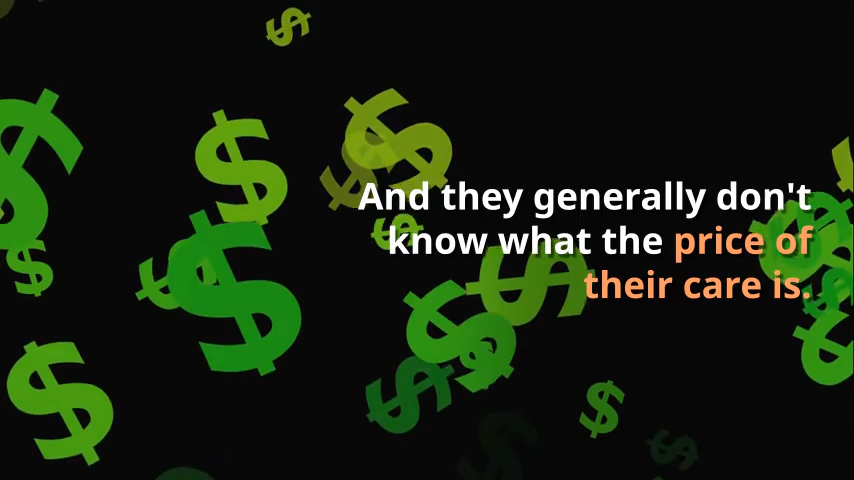 And they generally don't
know what the price of
their care is.